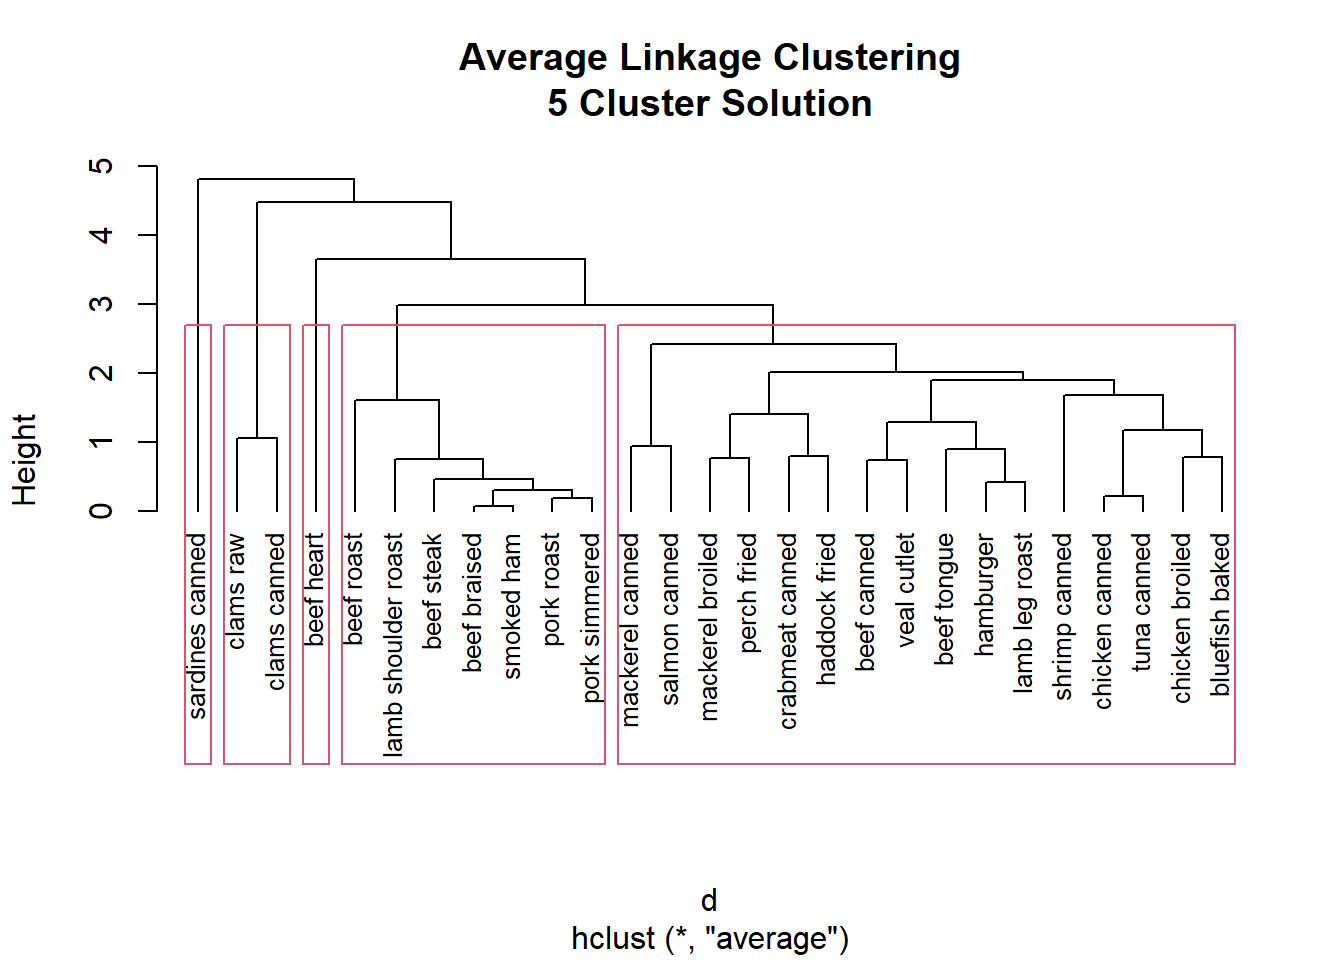 Average Linkage Clustering
5 Cluster Solution
Height
5
4
3
2
1
0
sardines canned
clams raw
clams canned
beef heart
beef roast
lamb shoulder roast
beef steak
beef braised
smoked ham
pork roast
pork simmered
mackerel canned
salmon canned
mackerel broiled
perch fried
crabmeat canned
haddock fried
beef canned
veal cutlet
beef tongue
hamburger
lamb leg roast
shrimp canned
chicken canned
tuna canned
chicken broiled
bluefish baked
d
hclust (*, "average")